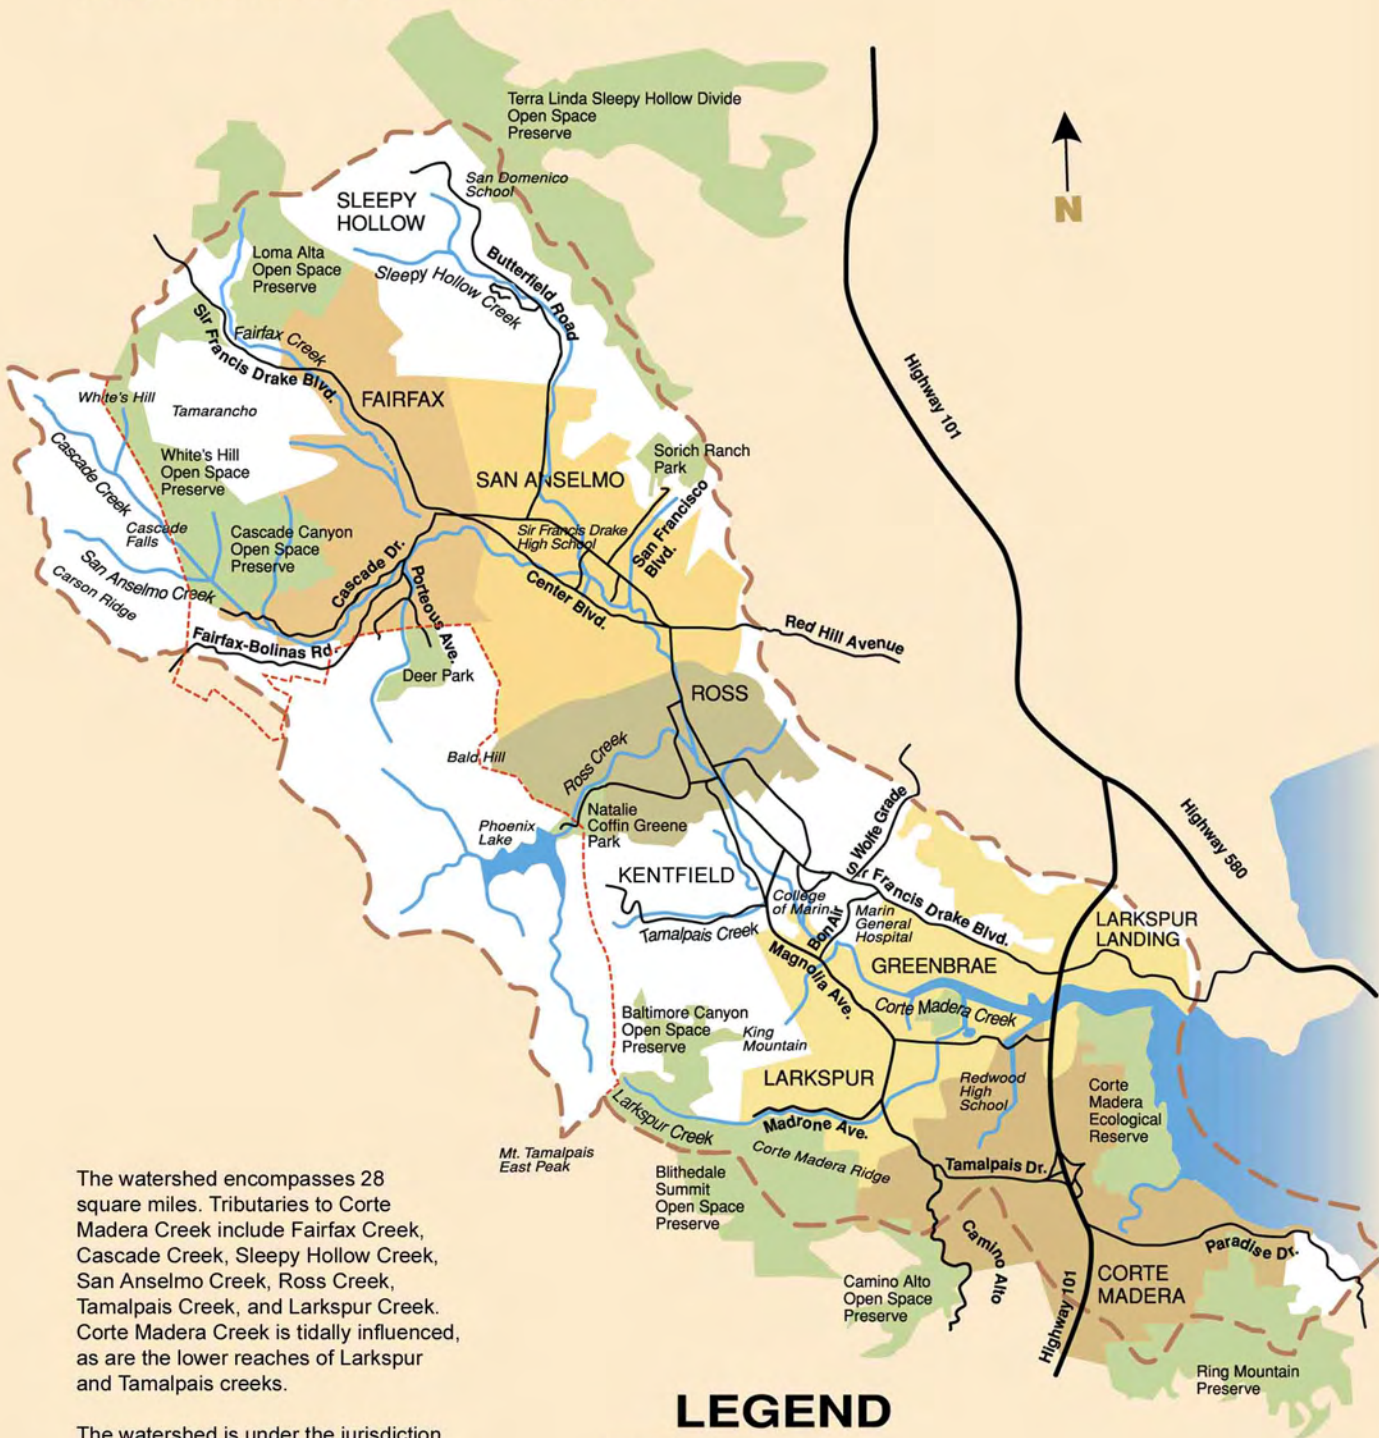 Terra Linda Sleepy Hollow Divide
Open Space
Preserve
N
San Domenico
School
SLEEPY
HOLLOW
Loma Alta
Open Space
Preserve
Sleepy Hollow Creek
Butterfield Road
Sir Francis Drake Blvd.
Fairfax Creek
Highway 101
White's Hill
Tamarancho
FAIRFAX
Cascade Creek
White's Hill
Open Space
Preserve
SAN ANSELMO
Sorich Ranch
Park
San Francisco
Blvd.
Cascade
Falls
Cascade Canyon
Open Space
Preserve
Sir Francis Drake
High School
San Anselmo Creek
Carson Ridge
Cascade Dr.
Porteous Ave.
Center Blvd.
Fairfax-Bolinas Rd.
Red Hill Avenue
Deer Park
ROSS
Bald Hill
Ross Creek
Natalie
Coffin Greene
Park
Phoenix
Lake
S Wolfe Grade
Highway 580
KENTFIELD
College
of Marin
Bon Air
Marin
General
Hospital
Sir Francis Drake Blvd.
LARKSPUR
LANDING
Tamalpais Creek
Magnolia Ave.
GREENBRAE
Corte Madera Creek
Baltimore Canyon
Open Space
Preserve
King
Mountain
LARKSPUR
Redwood
High
School
Corte
Madera
Ecological
Reserve
Larkspur Creek
Madrone Ave.
Mt. Tamalpais
East Peak
Corte Madera Ridge
Tamalpais Dr.
Blithedale
Summit
Open Space
Preserve
Camino Alto
Paradise Dr.
Camino Alto
Open Space
Preserve
Highway 101
CORTE
MADERA
Ring Mountain
Preserve
The watershed encompasses 28
square miles. Tributaries to Corte
Madera Creek include Fairfax Creek,
Cascade Creek, Sleepy Hollow Creek,
San Anselmo Creek, Ross Creek,
Tamalpais Creek, and Larkspur Creek.
Corte Madera Creek is tidally influenced,
as are the lower reaches of Larkspur
and Tamalpais creeks.
The watershed is under the jurisdiction
LEGEND